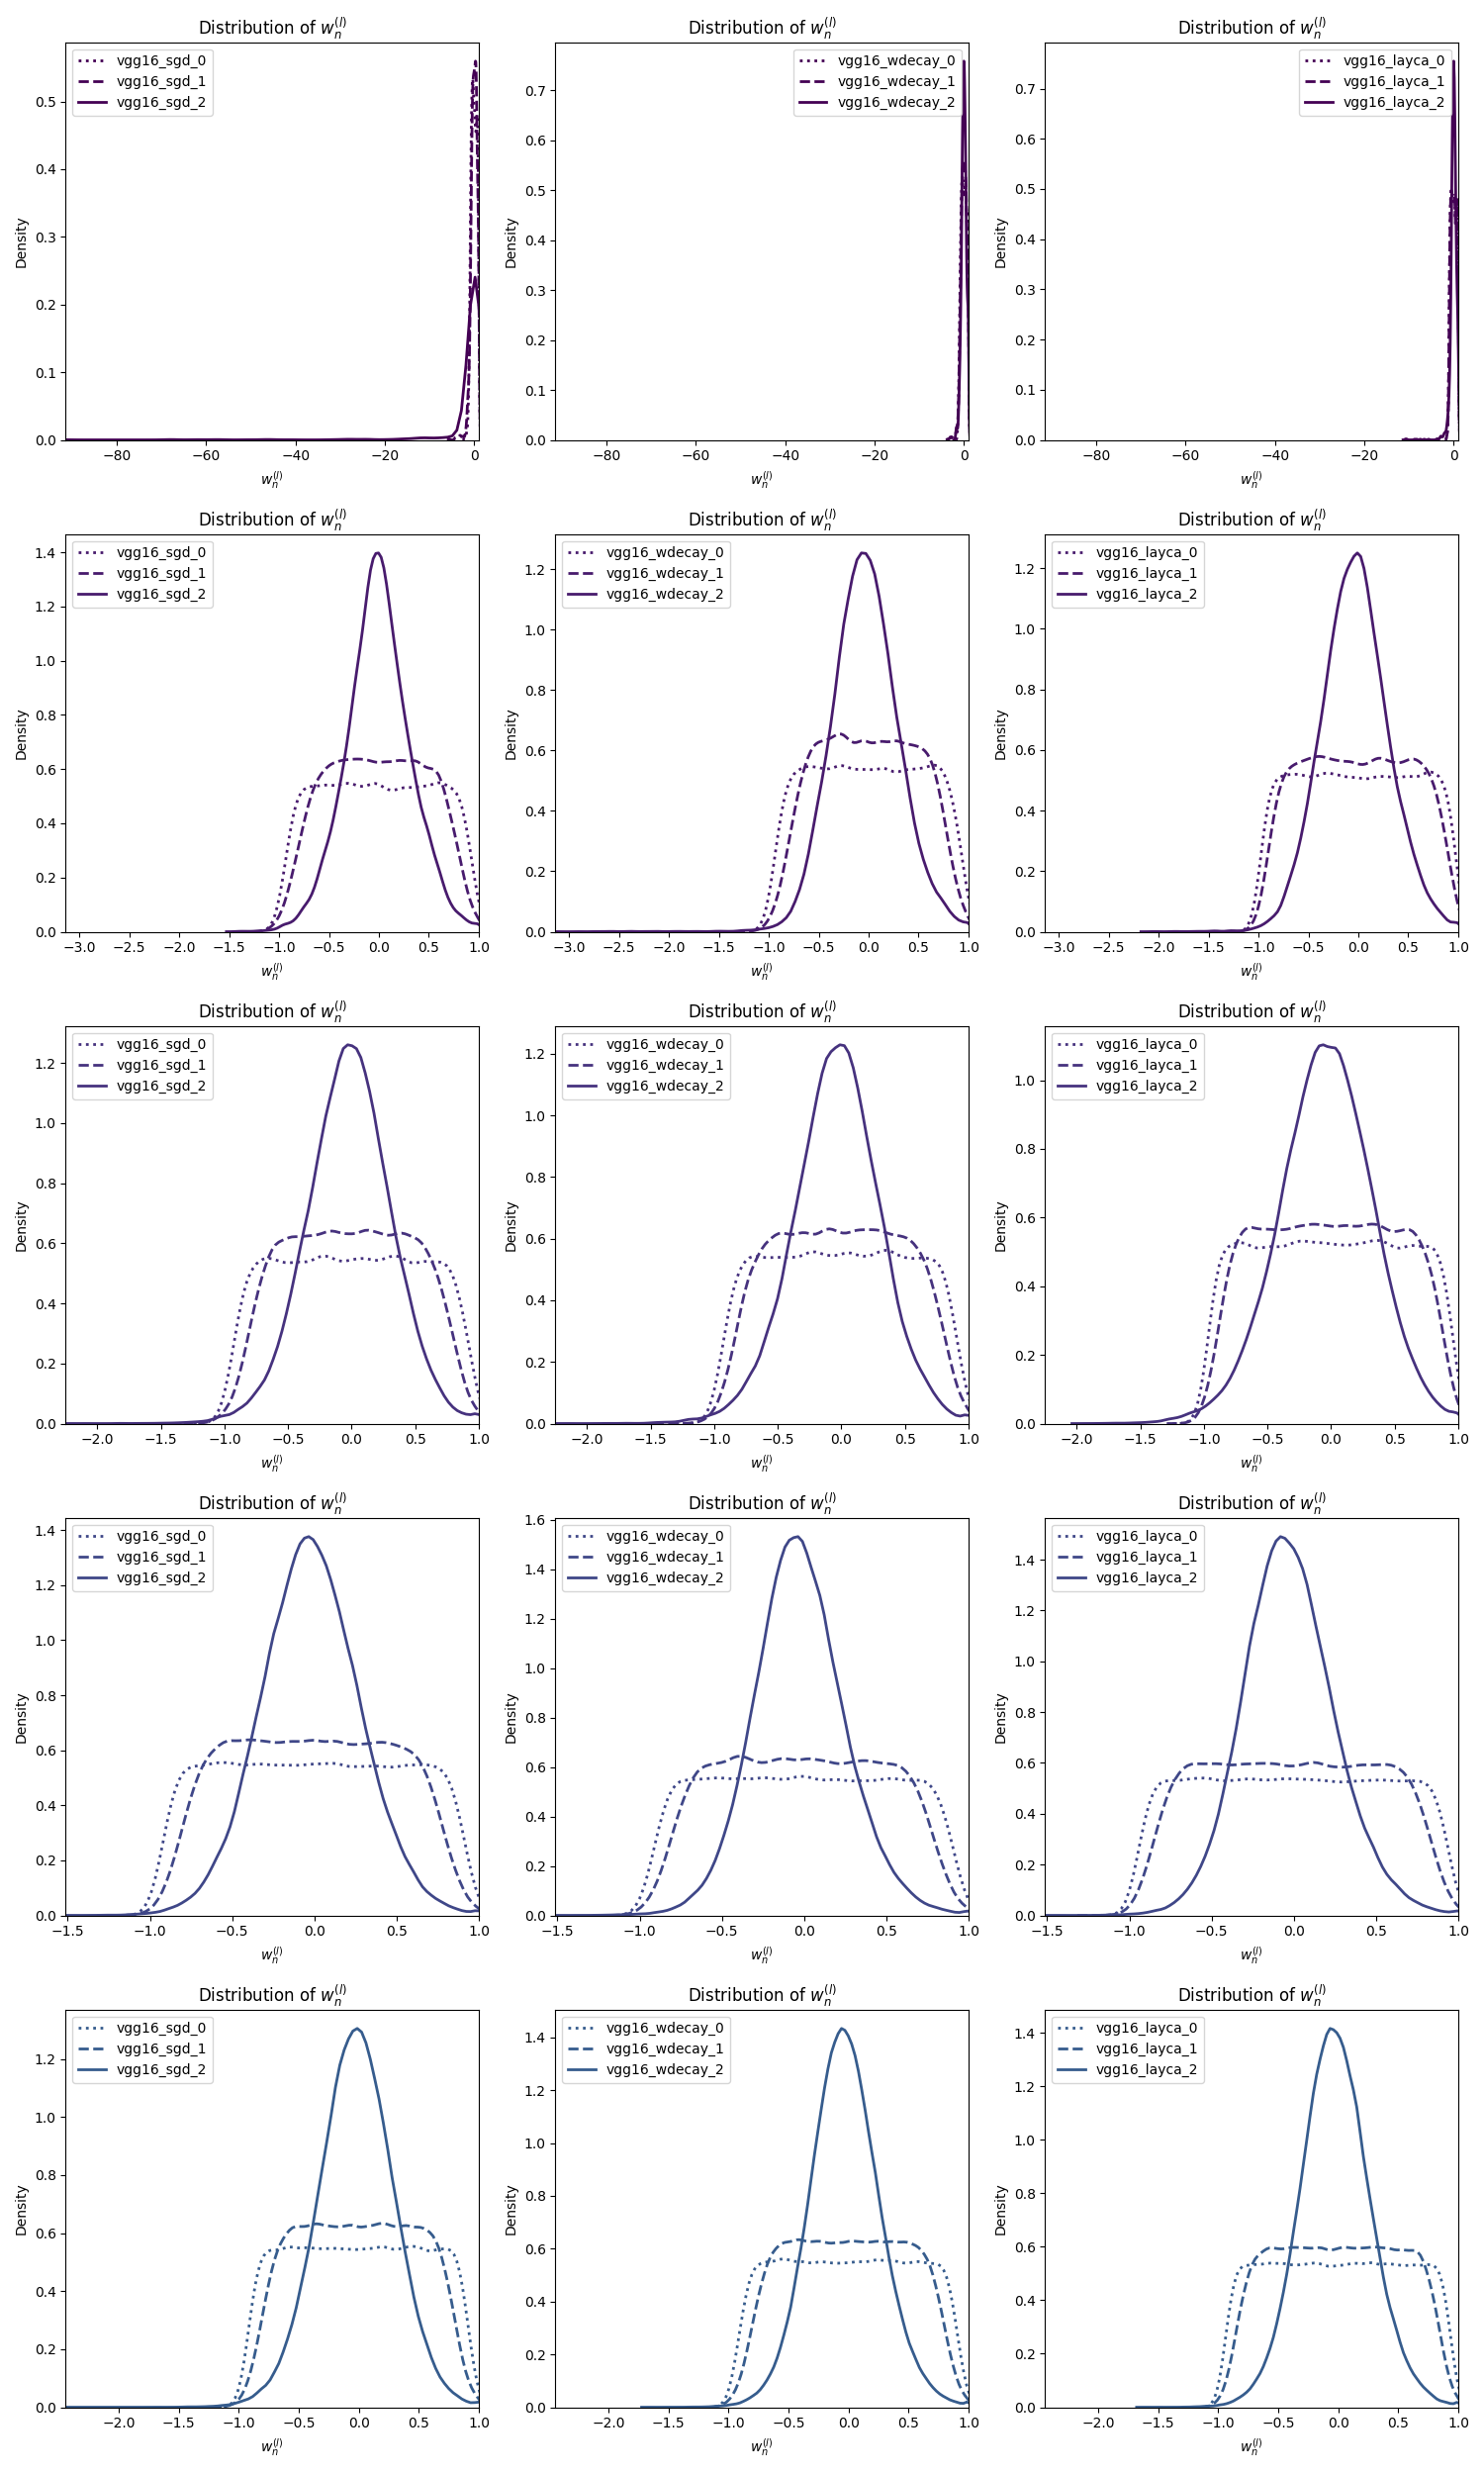 Distribution of $w_n^{(l)}$
vgg16_sgd_0
vgg16_sgd_1
vgg16_sgd_2
Density
0.0
0.1
0.2
0.3
0.4
0.5
−80 −60 −40 −20 0
$w_n^{(l)}$
Distribution of $w_n^{(l)}$
vgg16_wdecay_0
vgg16_wdecay_1
vgg16_wdecay_2
Density
0.7
0.6
0.5
0.4
0.3
0.2
0.1
0.0
−80 −60 −40 −20 0
$w_n^{(l)}$
Distribution of $w_n^{(l)}$
vgg16_layca_0
vgg16_layca_1
vgg16_layca_2
Density
0.7
0.6
0.5
0.4
0.3
0.2
0.1
0.0
−80 −60 −40 −20 0
$w_n^{(l)}$
Distribution of $w_n^{(l)}$
vgg16_sgd_0
vgg16_sgd_1
vgg16_sgd_2
Density
1.4
1.2
1.0
0.8
0.6
0.4
0.2
0.0
−3.0 −2.5 −2.0 −1.5 −1.0 −0.5 0.0 0.5 1.0
$w_n^{(l)}$
Distribution of $w_n^{(l)}$
vgg16_wdecay_0
vgg16_wdecay_1
vgg16_wdecay_2
Density
1.2
1.0
0.8
0.6
0.4
0.2
0.0
−3.0 −2.5 −2.0 −1.5 −1.0 −0.5 0.0 0.5 1.0
$w_n^{(l)}$
Distribution of $w_n^{(l)}$
vgg16_layca_0
vgg16_layca_1
vgg16_layca_2
Density
1.2
1.0
0.8
0.6
0.4
0.2
0.0
−3.0 −2.5 −2.0 −1.5 −1.0 −0.5 0.0 0.5 1.0
$w_n^{(l)}$
Distribution of $w_n^{(l)}$
vgg16_sgd_0
vgg16_sgd_1
vgg16_sgd_2
Density
1.2
1.0
0.8
0.6
0.4
0.2
0.0
−2.0 −1.5 −1.0 −0.5 0.0 0.5 1.0
$w_n^{(l)}$
Distribution of $w_n^{(l)}$
vgg16_wdecay_0
vgg16_wdecay_1
vgg16_wdecay_2
Density
1.2
1.0
0.8
0.6
0.4
0.2
0.0
−2.0 −1.5 −1.0 −0.5 0.0 0.5 1.0
$w_n^{(l)}$
Distribution of $w_n^{(l)}$
vgg16_layca_0
vgg16_layca_1
vgg16_layca_2
Density
1.0
0.8
0.6
0.4
0.2
0.0
−2.0 −1.5 −1.0 −0.5 0.0 0.5 1.0
$w_n^{(l)}$
Distribution of $w_n^{(l)}$
vgg16_sgd_0
vgg16_sgd_1
vgg16_sgd_2
Density
1.4
1.2
1.0
0.8
0.6
0.4
0.2
0.0
−1.5 −1.0 −0.5 0.0 0.5 1.0
$w_n^{(l)}$
Distribution of $w_n^{(l)}$
vgg16_wdecay_0
vgg16_wdecay_1
vgg16_wdecay_2
Density
1.6
1.4
1.2
1.0
0.8
0.6
0.4
0.2
0.0
−1.5 −1.0 −0.5 0.0 0.5 1.0
$w_n^{(l)}$
Distribution of $w_n^{(l)}$
vgg16_layca_0
vgg16_layca_1
vgg16_layca_2
Density
1.4
1.2
1.0
0.8
0.6
0.4
0.2
0.0
−1.5 −1.0 −0.5 0.0 0.5 1.0
$w_n^{(l)}$
Distribution of $w_n^{(l)}$
vgg16_sgd_0
vgg16_sgd_1
vgg16_sgd_2
Density
1.2
1.0
0.8
0.6
0.4
0.2
0.0
−2.0 −1.5 −1.0 −0.5 0.0 0.5 1.0
$w_n^{(l)}$
Distribution of $w_n^{(l)}$
vgg16_wdecay_0
vgg16_wdecay_1
vgg16_wdecay_2
Density
1.4
1.2
1.0
0.8
0.6
0.4
0.2
0.0
−2.0 −1.5 −1.0 −0.5 0.0 0.5 1.0
$w_n^{(l)}$
Distribution of $w_n^{(l)}$
vgg16_layca_0
vgg16_layca_1
vgg16_layca_2
Density
1.4
1.2
1.0
0.8
0.6
0.4
0.2
0.0
−2.0 −1.5 −1.0 −0.5 0.0 0.5 1.0
$w_n^{(l)}$